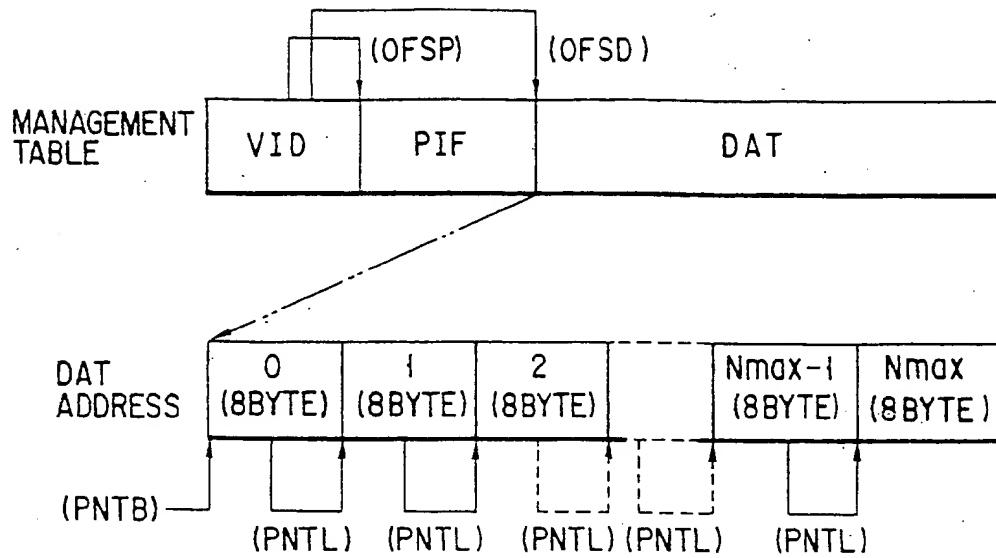 (OFSP) (OFSD)
MANAGEMENT
TABLE
VID PIF DAT
DAT
ADDRESS
0 1 2 Nmax-1 Nmax
(8BYTE) (8BYTE) (8BYTE) (8BYTE) (8BYTE)
(PNTB)
(PNTL) (PNTL) (PNTL) (PNTL) (PNTL)